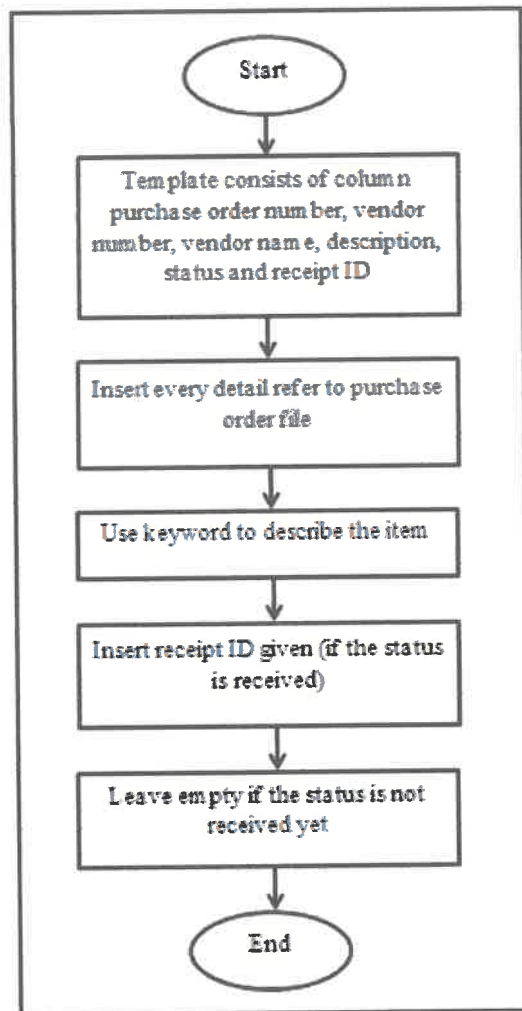 Start
Template consists of column
purchase order number, vendor
number, vendor name, description,
status and receipt ID
Insert every detail refer to purchase
order file
Use keyword to describe the item
Insert receipt ID given (if the status
is received)
Leave empty if the status is not
received yet
End